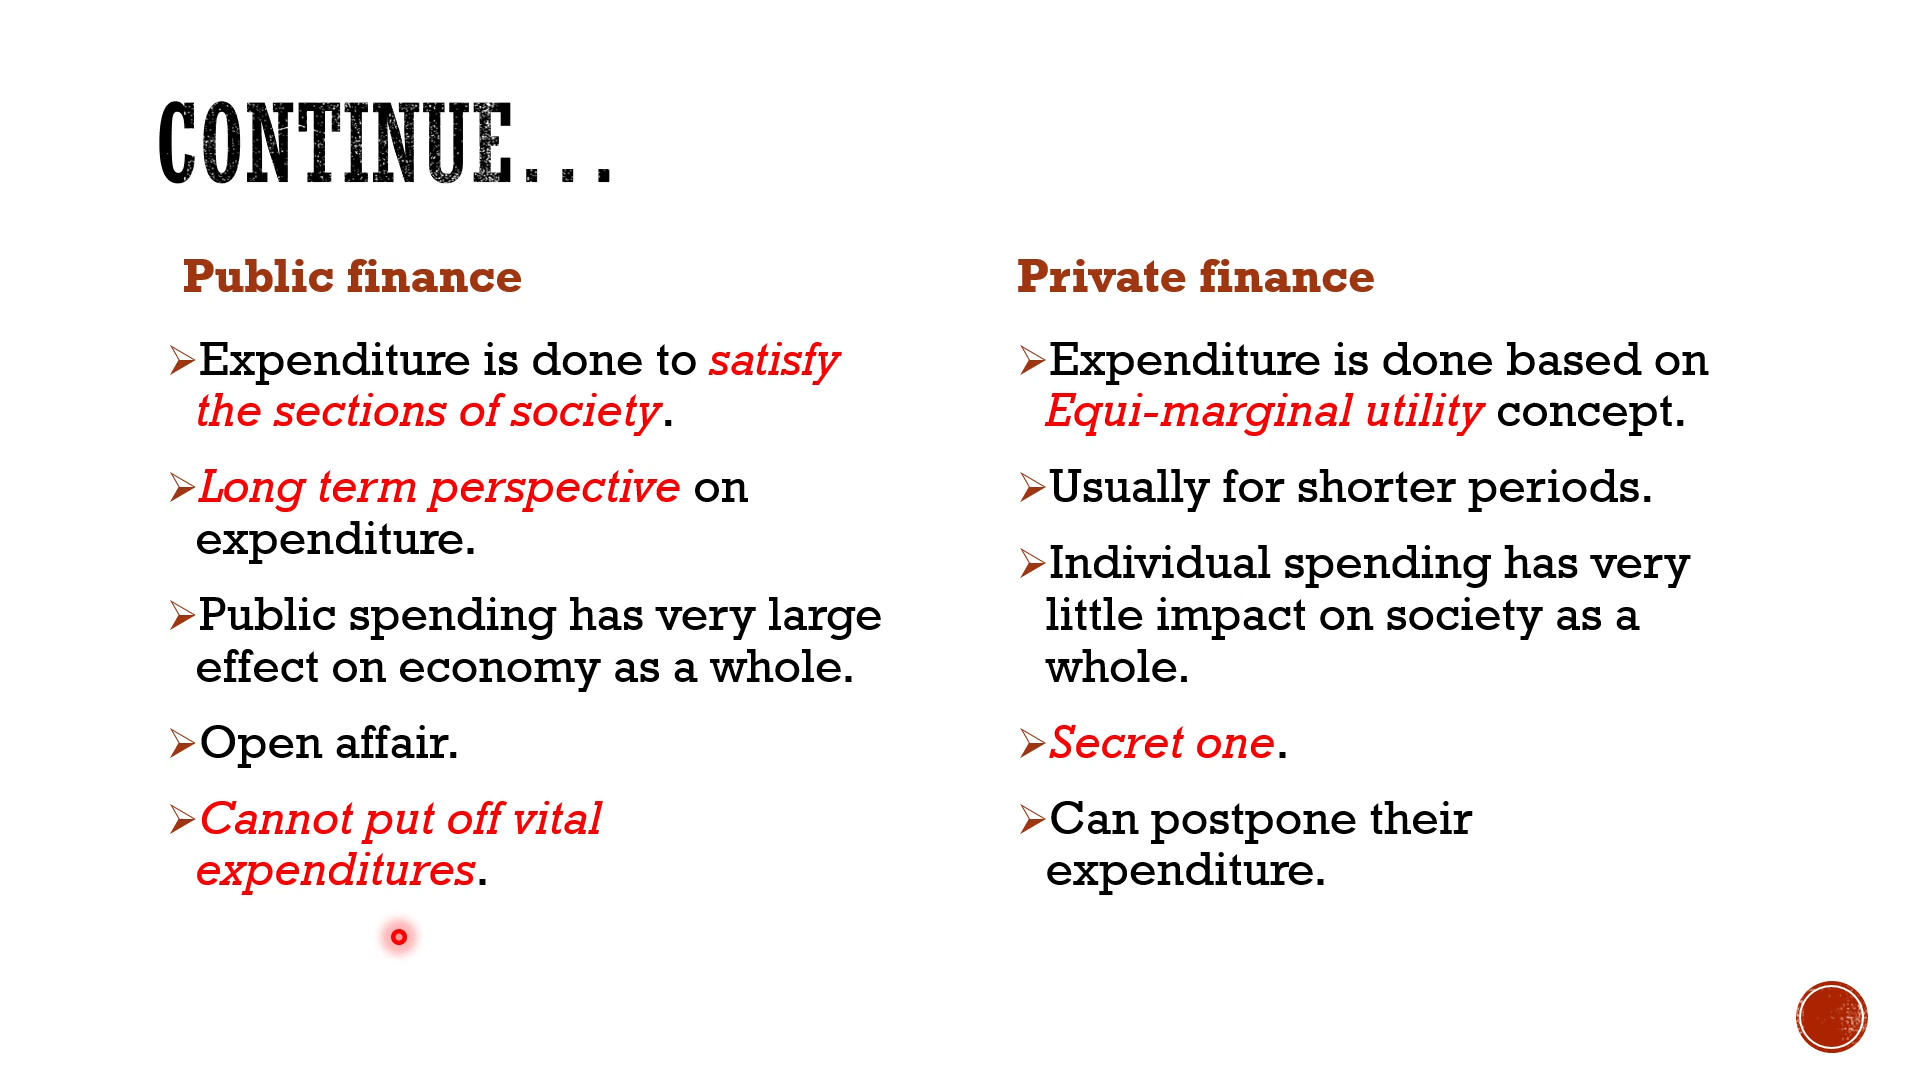 CONTINUE...
Public finance
➢Expenditure is done to satisfy
the sections of society.
➢Long term perspective on
expenditure.
➢Public spending has very large
effect on economy as a whole.
➢Open affair.
➢Cannot put off vital
expenditures.
Private finance
➢Expenditure is done based on
Equi-marginal utility concept.
➢Usually for shorter periods.
➢Individual spending has very
little impact on society as a
whole.
➢Secret one.
➢Can postpone their
expenditure.